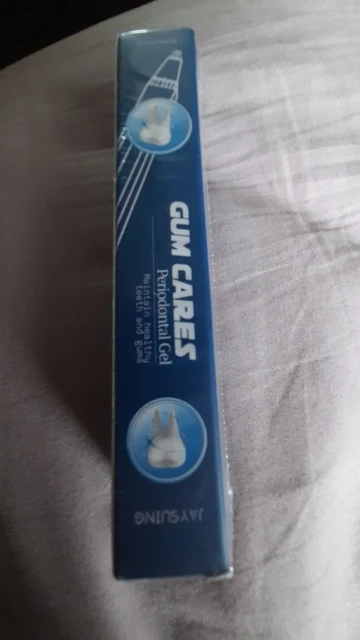 GUM CARES
Periodontal Gel
Maintain healthy
teeth and gums
JAYSUING